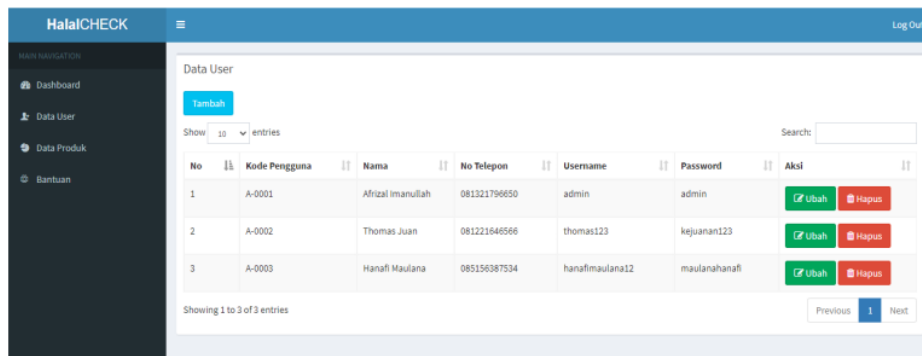 HalalCHECK
Log Out
MAIN NAVIGATION
Dashboard
Data User
Data Produk
Bantuan
Data User
Tambah
Show 10 entries
Search:
No Kode Pengguna Nama No Telepon Username Password Aksi
1 A-0001 Afrizal Imanullah 081321796650 admin admin Ubah Hapus
2 A-0002 Thomas Juan 081221646566 thomas123 kejuanan123 Ubah Hapus
3 A-0003 Hanafi Maulana 085156387534 hanafimaulana12 maulanahanafi Ubah Hapus
Showing 1 to 3 of 3 entries
Previous 1 Next